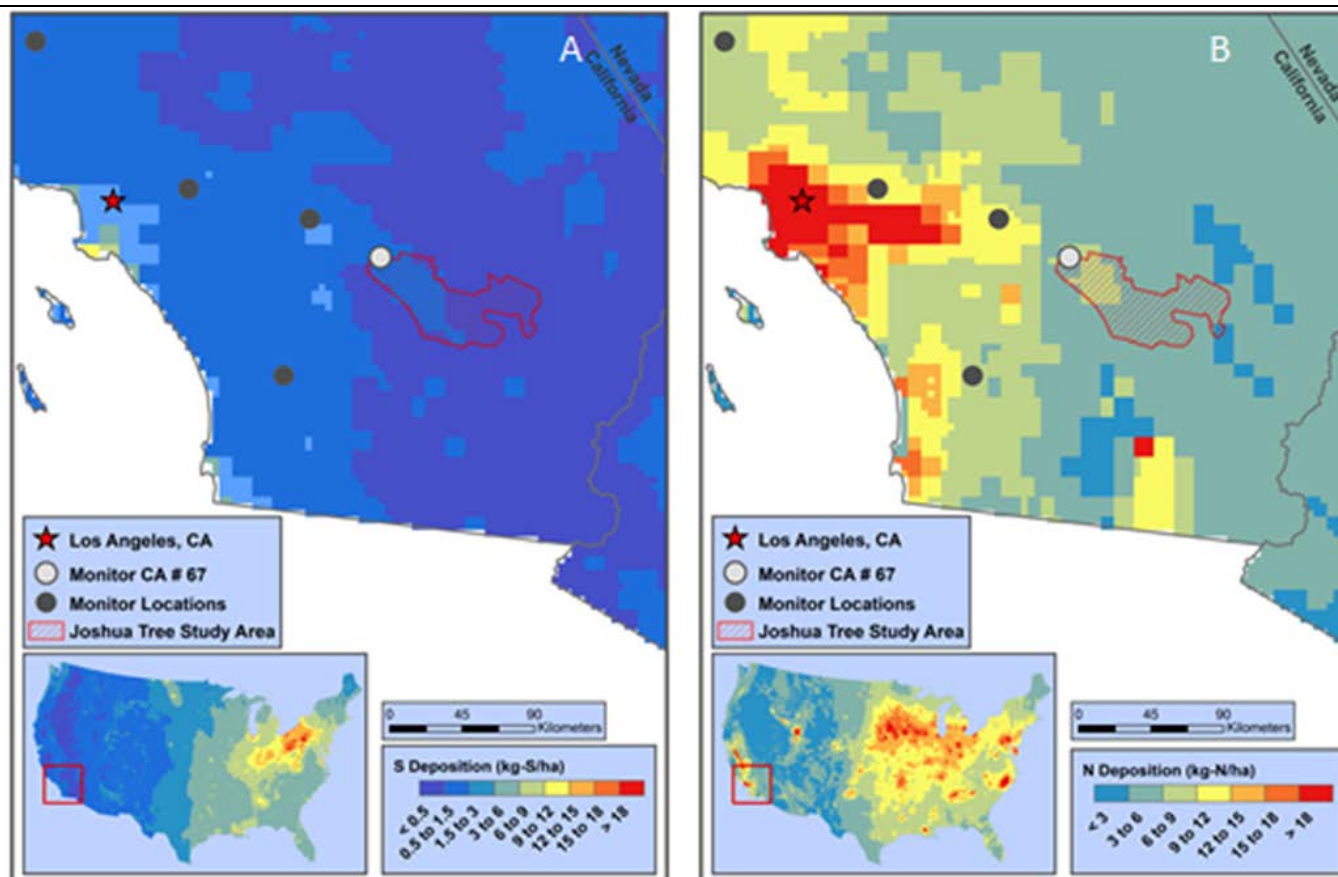 A
Nevada
California
Los Angeles, CA
Monitor CA # 67
Monitor Locations
Joshua Tree Study Area
0 45 90
Kilometers
S Deposition (kg-S/ha)
< 0.5
0.5 to 1.5
1.5 to 3
3 to 6
6 to 9
9 to 12
12 to 15
15 to 18
> 18
B
Nevada
California
Los Angeles, CA
Monitor CA # 67
Monitor Locations
Joshua Tree Study Area
0 45 90
Kilometers
N Deposition (kg-N/ha)
< 3
3 to 6
6 to 9
9 to 12
12 to 15
15 to 18
> 18